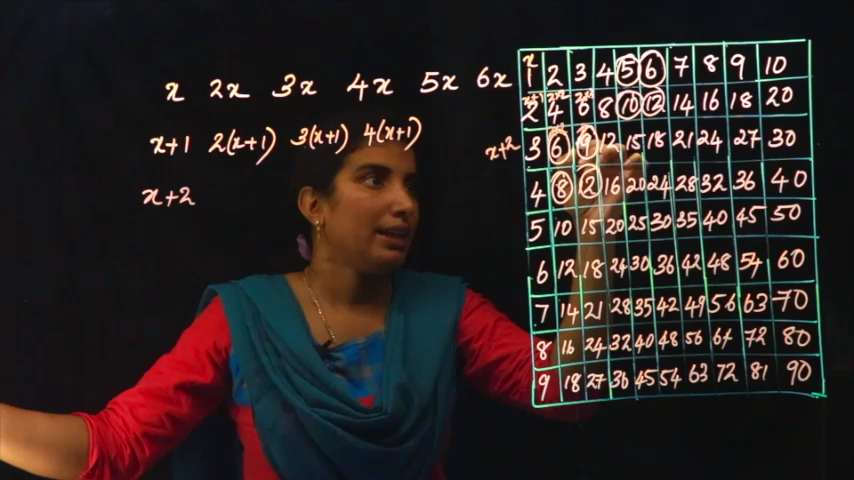 x 2x 3x 4x 5x 6x
x+1 2(x+1) 3(x+1) 4(x+1)
x+2
x
1 2 3 4 5 6 7 8 9 10
x+1
2 4 6 8 10 12 14 16 18 20
x+2 3 6 9 12 15 18 21 24 27 30
4 8 12 16 20 24 28 32 36 40
5 10 15 20 25 30 35 40 45 50
6 12 18 24 30 36 42 48 54 60
7 14 21 28 35 42 49 56 63 70
8 16 24 32 40 48 56 64 72 80
9 18 27 36 45 54 63 72 81 90